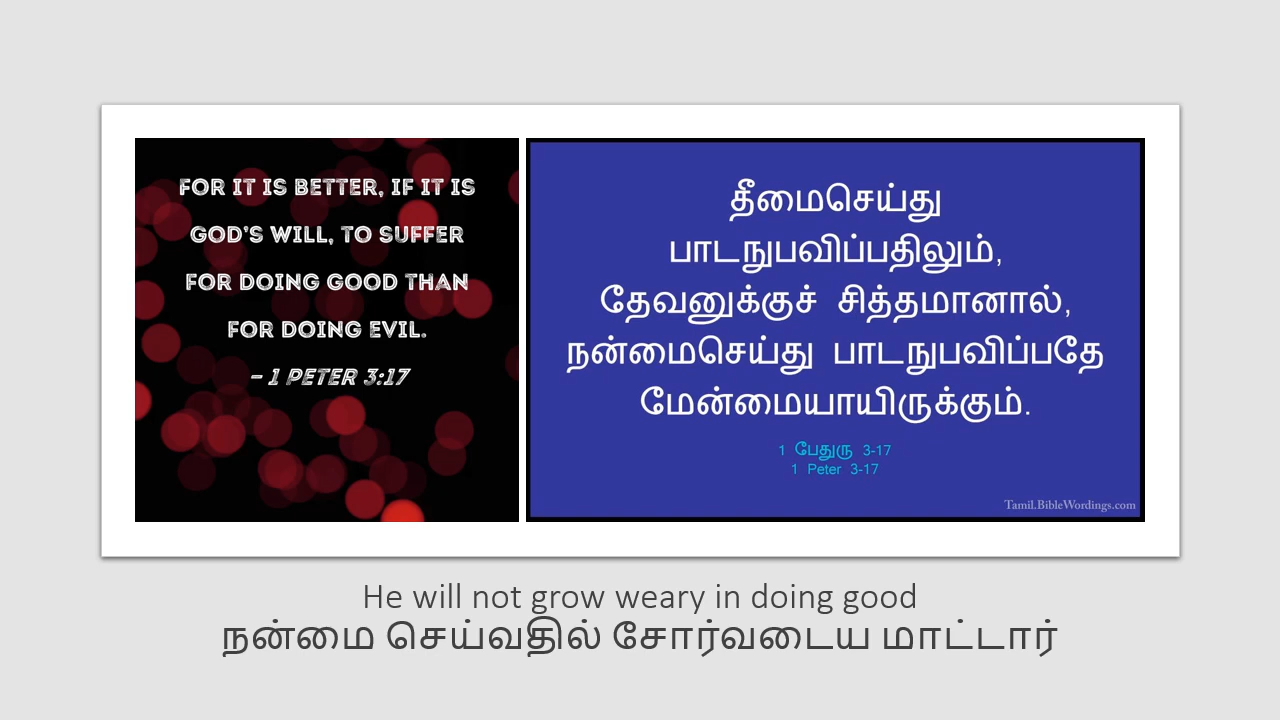 FOR IT IS BETTER, IF IT IS
GOD'S WILL, TO SUFFER
FOR DOING GOOD THAN
FOR DOING EVIL.
– 1 PETER 3:17
தீமைசெய்து
பாடநுபவிப்பதிலும்,
தேவனுக்குச் சித்தமானால்,
நன்மைசெய்து பாடநுபவிப்பதே
மேன்மையாயிருக்கும்.
1 பேதுரு 3-17
1 Peter 3-17
Tamil.BibleWordings.com
He will not grow weary in doing good
நன்மை செய்வதில் சோர்வடைய மாட்டார்